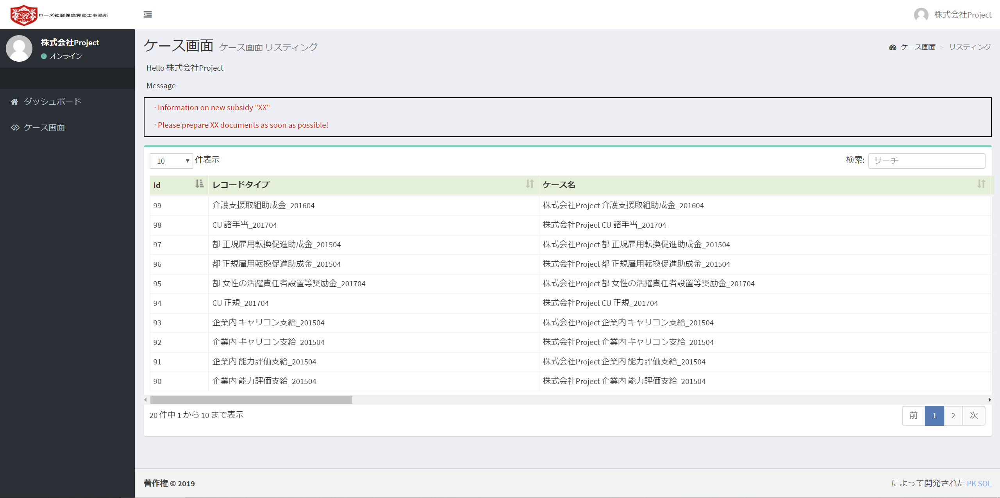 ローズ社会保険労務士事務所
株式会社Project
株式会社Project
オンライン
ダッシュボード
ケース画面
ケース画面 ケース画面 リスティング
ケース画面 > リスティング
Hello 株式会社Project
Message
· Information on new subsidy "XX"
· Please prepare XX documents as soon as possible!
10 件表示
検索: サーチ
Id レコードタイプ ケース名
99 介護支援取組助成金_201604 株式会社Project 介護支援取組助成金_201604
98 CU 諸手当_201704 株式会社Project CU 諸手当_201704
97 都 正規雇用転換促進助成金_201504 株式会社Project 都 正規雇用転換促進助成金_201504
96 都 正規雇用転換促進助成金_201504 株式会社Project 都 正規雇用転換促進助成金_201504
95 都 女性の活躍責任者設置等奨励金_201704 株式会社Project 都 女性の活躍責任者設置等奨励金_201704
94 CU 正規_201704 株式会社Project CU 正規_201704
93 企業内 キャリコン支給_201504 株式会社Project 企業内 キャリコン支給_201504
92 企業内 キャリコン支給_201504 株式会社Project 企業内 キャリコン支給_201504
91 企業内 能力評価支給_201504 株式会社Project 企業内 能力評価支給_201504
90 企業内 能力評価支給_201504 株式会社Project 企業内 能力評価支給_201504
20 件中 1 から 10 まで表示
前 1 2 次
著作権 © 2019
によって開発された PK SOL